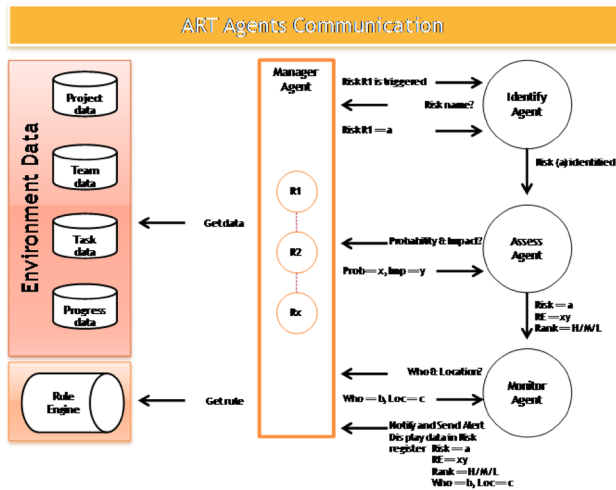 ART Agents Communication
Environment Data
Project
data
Team
data
Task
data
Progress
data
Rule
Engine
Get data
Get rule
Manager
Agent
R1
R2
Rx
Risk R1 is triggered
Risk name?
Risk R1 == a
Identify
Agent
Risk (a) identified
Probability & Impact?
Prob == x, Imp == y
Assess
Agent
Risk == a
RE == xy
Rank == H/M/L
Who & Location?
Who == b, Loc == c
Monitor
Agent
Notify and Send Alert
Display data in Risk
register Risk == a
RE == xy
Rank == H/M/L
Who == b, Loc == c